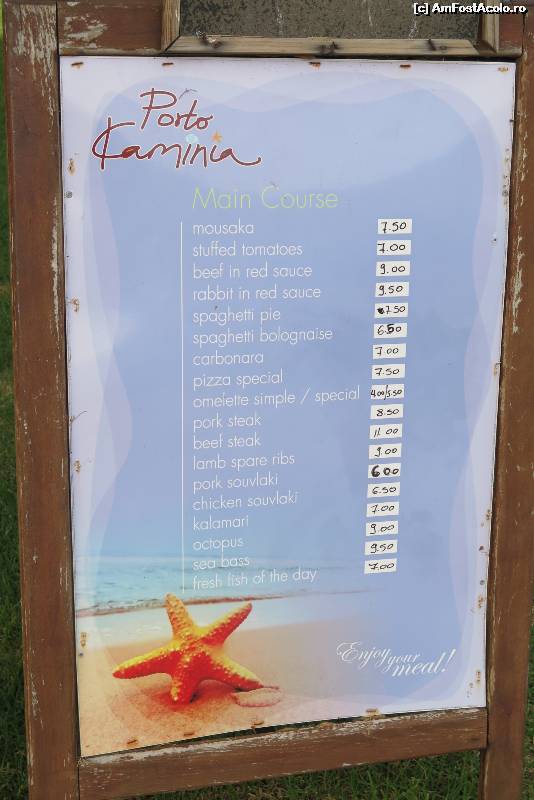 [c] AmFostAcolo.ro
Porto
Kaminia
Main Course
mousaka 7.50
stuffed tomatoes 7.00
beef in red sauce 9.00
rabbit in red sauce 9.50
spaghetti pie 7.50
spaghetti bolognaise 6.50
carbonara 7.00
pizza special 7.50
omelette simple / special 4.00/5.50
pork steak 8.50
beef steak 11.00
lamb spare ribs 9.00
pork souvlaki 6.00
chicken souvlaki 6.50
kalamari 7.00
octopus 9.00
sea bass 9.50
fresh fish of the day 7.00
Enjoy your
meal!